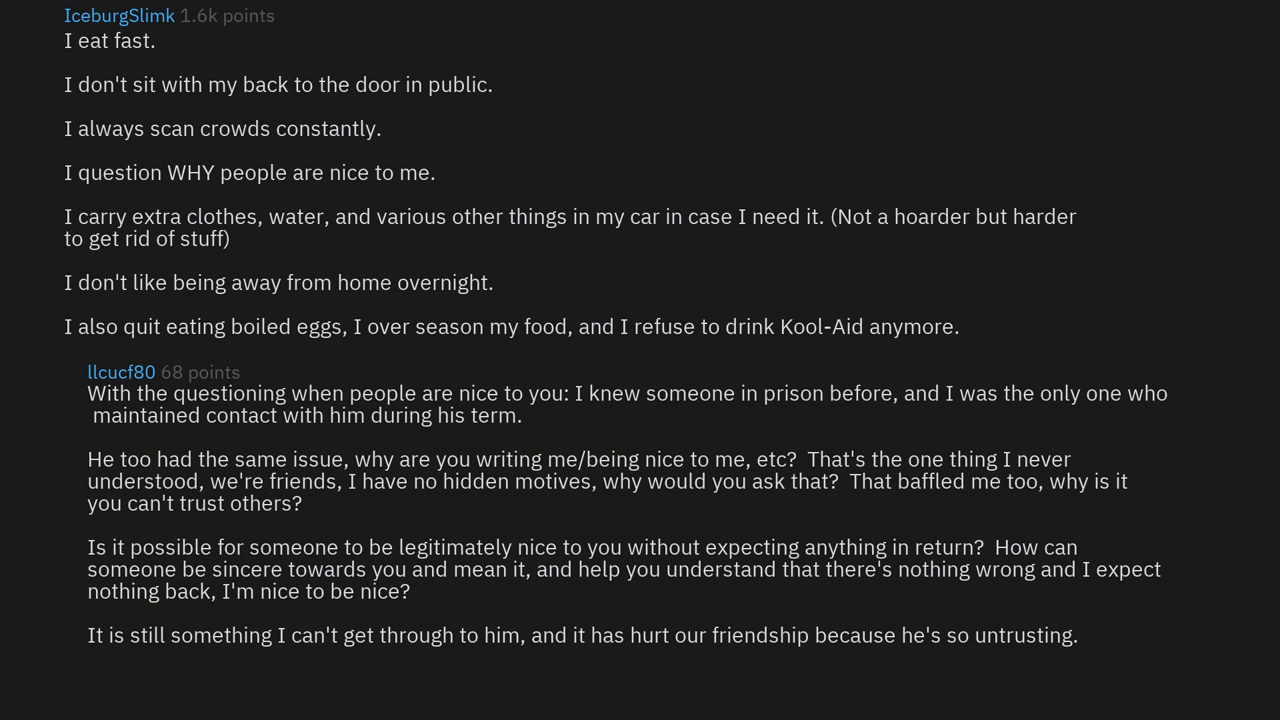 IceburgSlimk 1.6k points
I eat fast.
I don't sit with my back to the door in public.
I always scan crowds constantly.
I question WHY people are nice to me.
I carry extra clothes, water, and various other things in my car in case I need it. (Not a hoarder but harder
to get rid of stuff)
I don't like being away from home overnight.
I also quit eating boiled eggs, I over season my food, and I refuse to drink Kool-Aid anymore.
llcucf80 68 points
With the questioning when people are nice to you: I knew someone in prison before, and I was the only one who
maintained contact with him during his term.
He too had the same issue, why are you writing me/being nice to me, etc?  That's the one thing I never
understood, we're friends, I have no hidden motives, why would you ask that?  That baffled me too, why is it
you can't trust others?
Is it possible for someone to be legitimately nice to you without expecting anything in return?  How can
someone be sincere towards you and mean it, and help you understand that there's nothing wrong and I expect
nothing back, I'm nice to be nice?
It is still something I can't get through to him, and it has hurt our friendship because he's so untrusting.